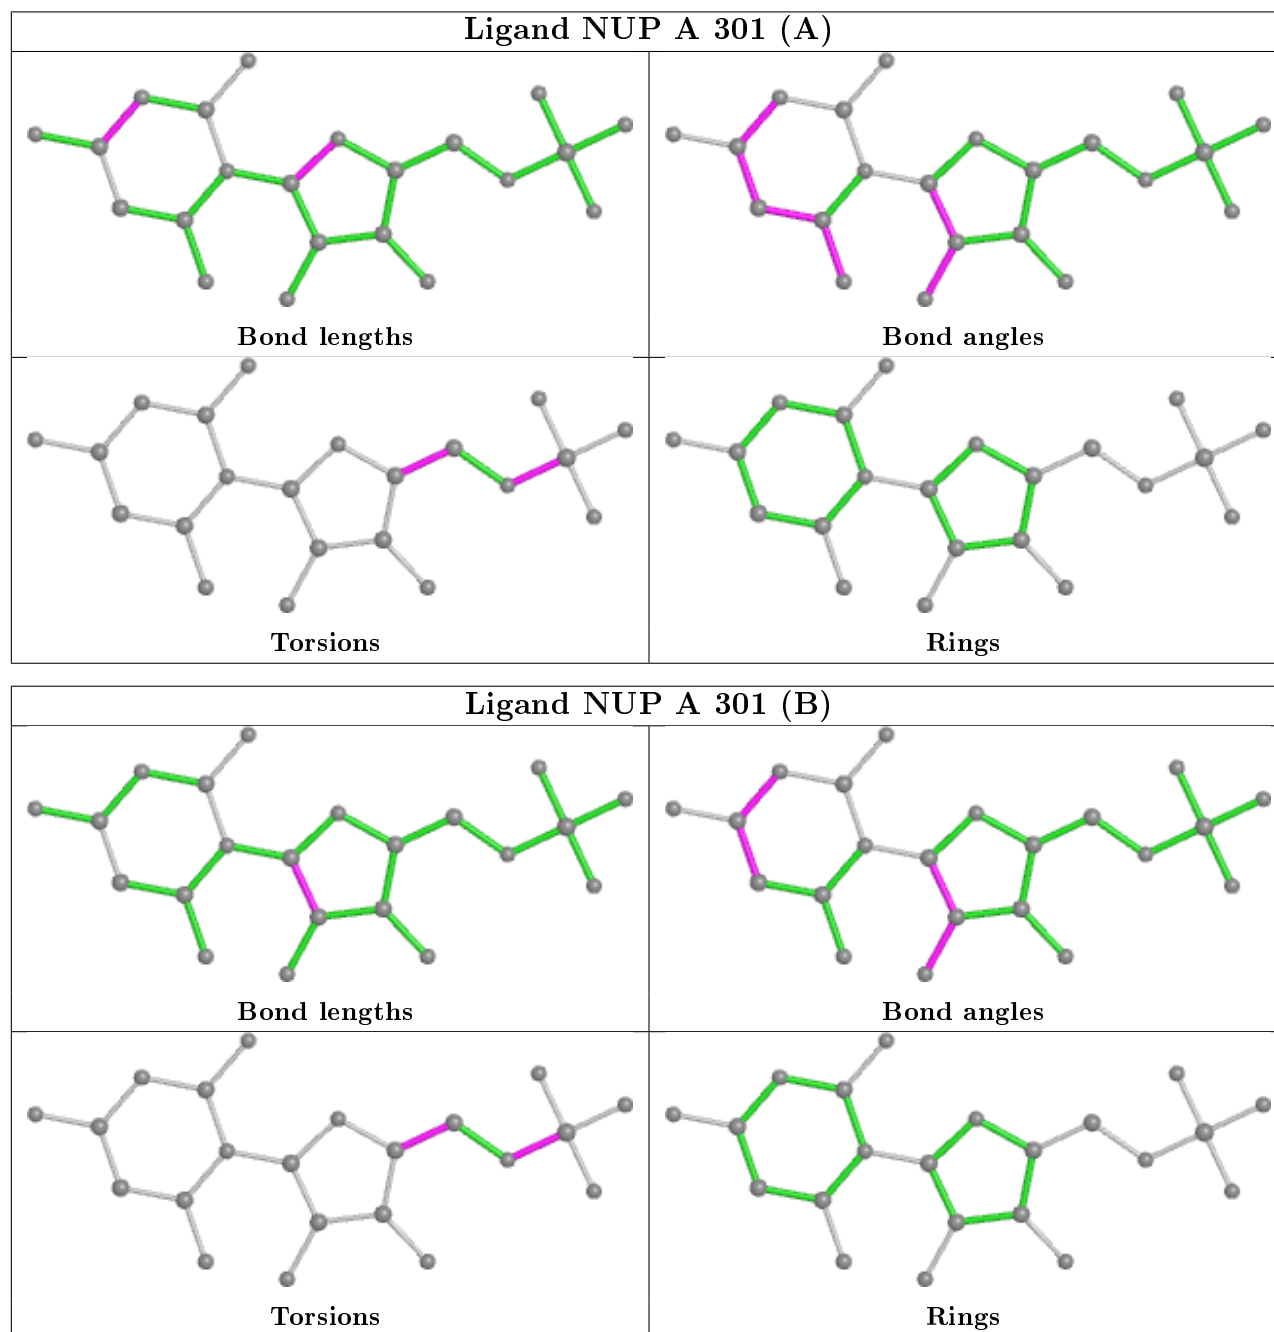 Ligand NUP A 301 (A)
Bond lengths
Bond angles
Torsions
Rings
Ligand NUP A 301 (B)
Bond lengths
Bond angles
Torsions
Rings